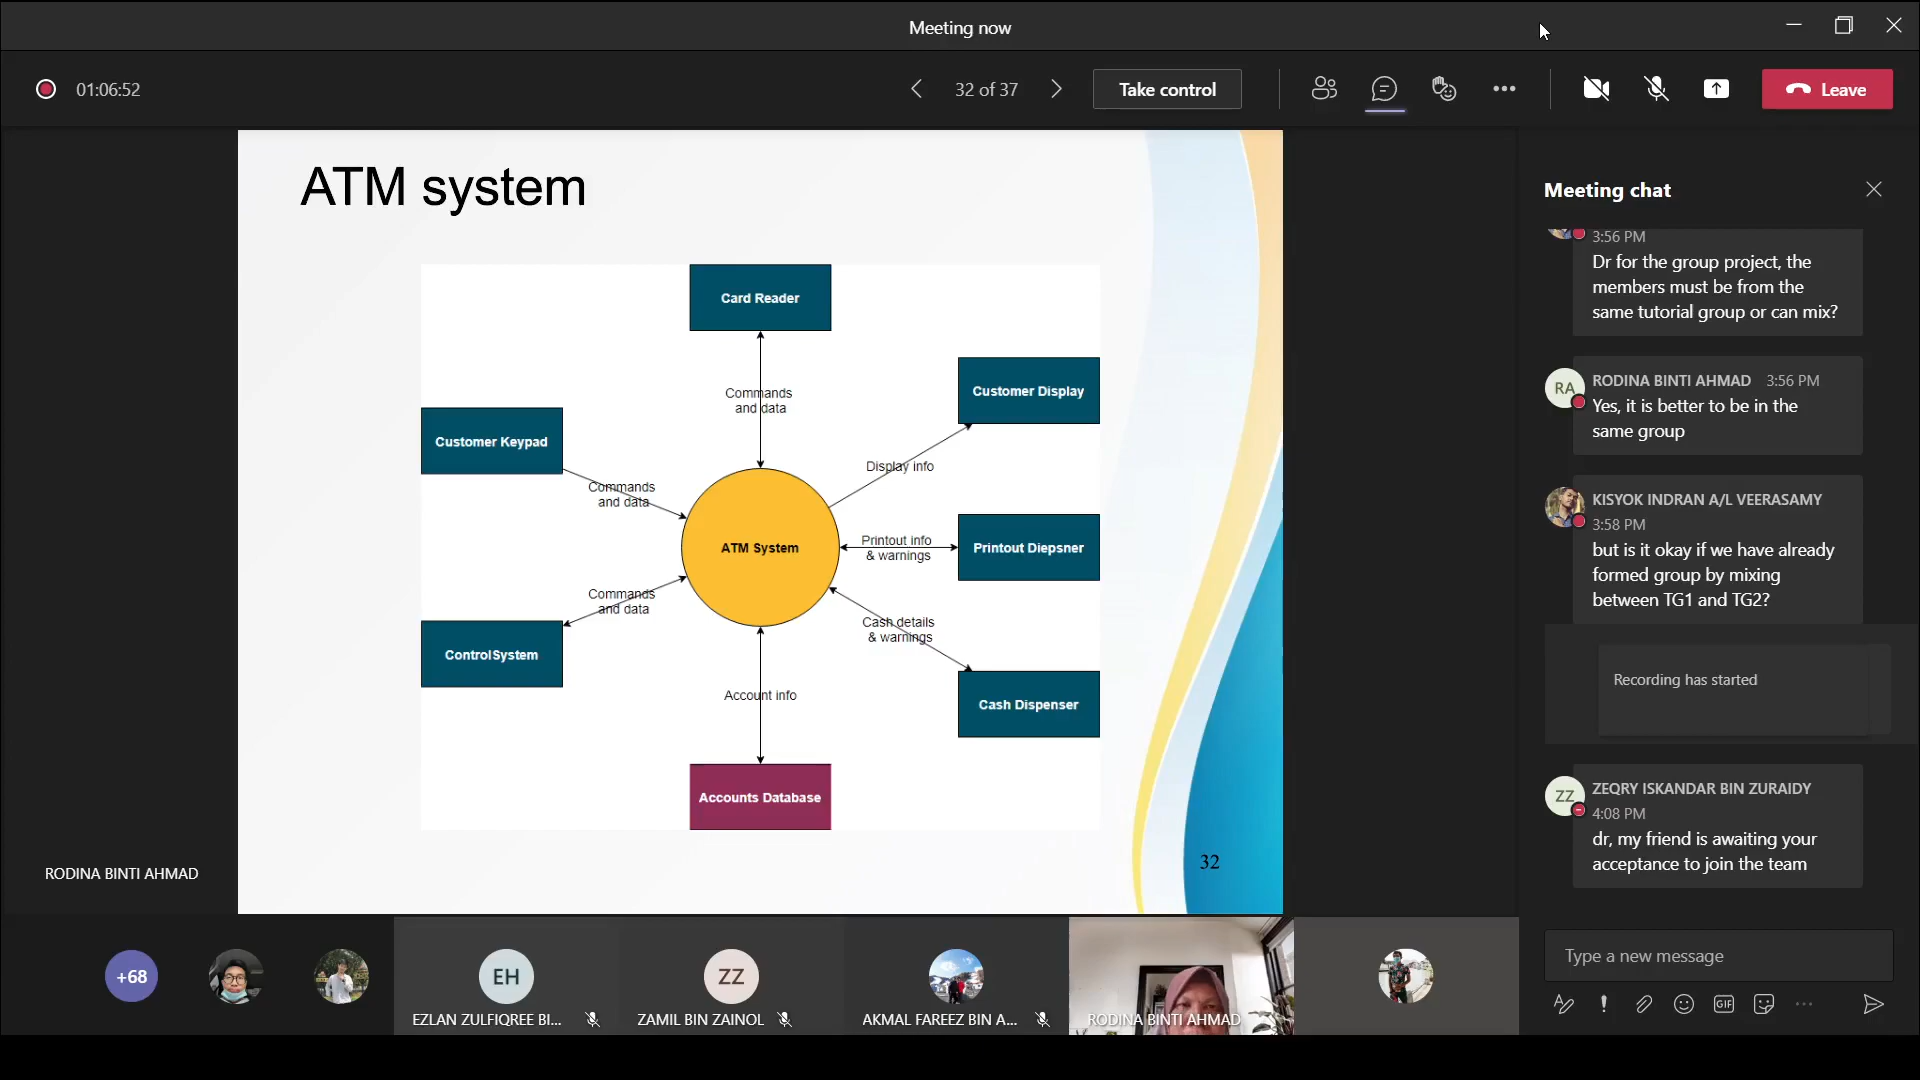 Meeting now
01:06:52
32 of 37
Take control
Leave
ATM system
Card Reader
Commands
and data
Customer Display
Display info
Customer Keypad
Commands
and data
ATM System
Printout info
& warnings
Printout Diepsner
Commands
and data
ControlSystem
Cash details
& warnings
Cash Dispenser
Account info
Accounts Database
32
RODINA BINTI AHMAD
Meeting chat
3:56 PM
Dr for the group project, the
members must be from the
same tutorial group or can mix?
RA
RODINA BINTI AHMAD 3:56 PM
Yes, it is better to be in the
same group
KISYOK INDRAN A/L VEERASAMY
3:58 PM
but is it okay if we have already
formed group by mixing
between TG1 and TG2?
Recording has started
ZZ
ZEQRY ISKANDAR BIN ZURAIDY
4:08 PM
dr, my friend is awaiting your
acceptance to join the team
Type a new message
GIF
+68
EH
EZLAN ZULFIQREE BI...
ZZ
ZAMIL BIN ZAINOL
AKMAL FAREEZ BIN A...
RODINA BINTI AHMAD